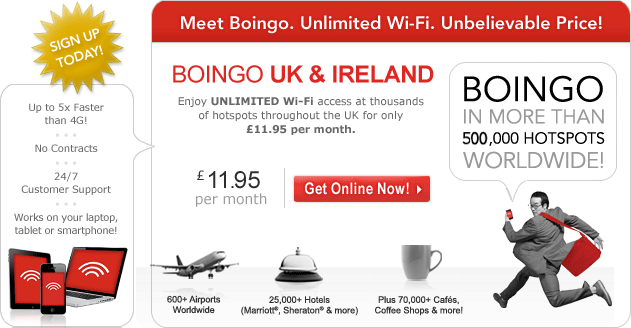 Meet Boingo. Unlimited Wi-Fi. Unbelievable Price!
SIGN UP
TODAY!
Up to 5x Faster
than 4G!
No Contracts
24/7
Customer Support
Works on your laptop,
tablet or smartphone!
BOINGO UK & IRELAND
Enjoy UNLIMITED Wi-Fi access at thousands
of hotspots throughout the UK for only
£11.95 per month.
£11.95
per month
Get Online Now!
BOINGO
IN MORE THAN
500,000 HOTSPOTS
WORLDWIDE!
600+ Airports
Worldwide
25,000+ Hotels
(Marriott®, Sheraton® & more)
Plus 70,000+ Cafés,
Coffee Shops & more!